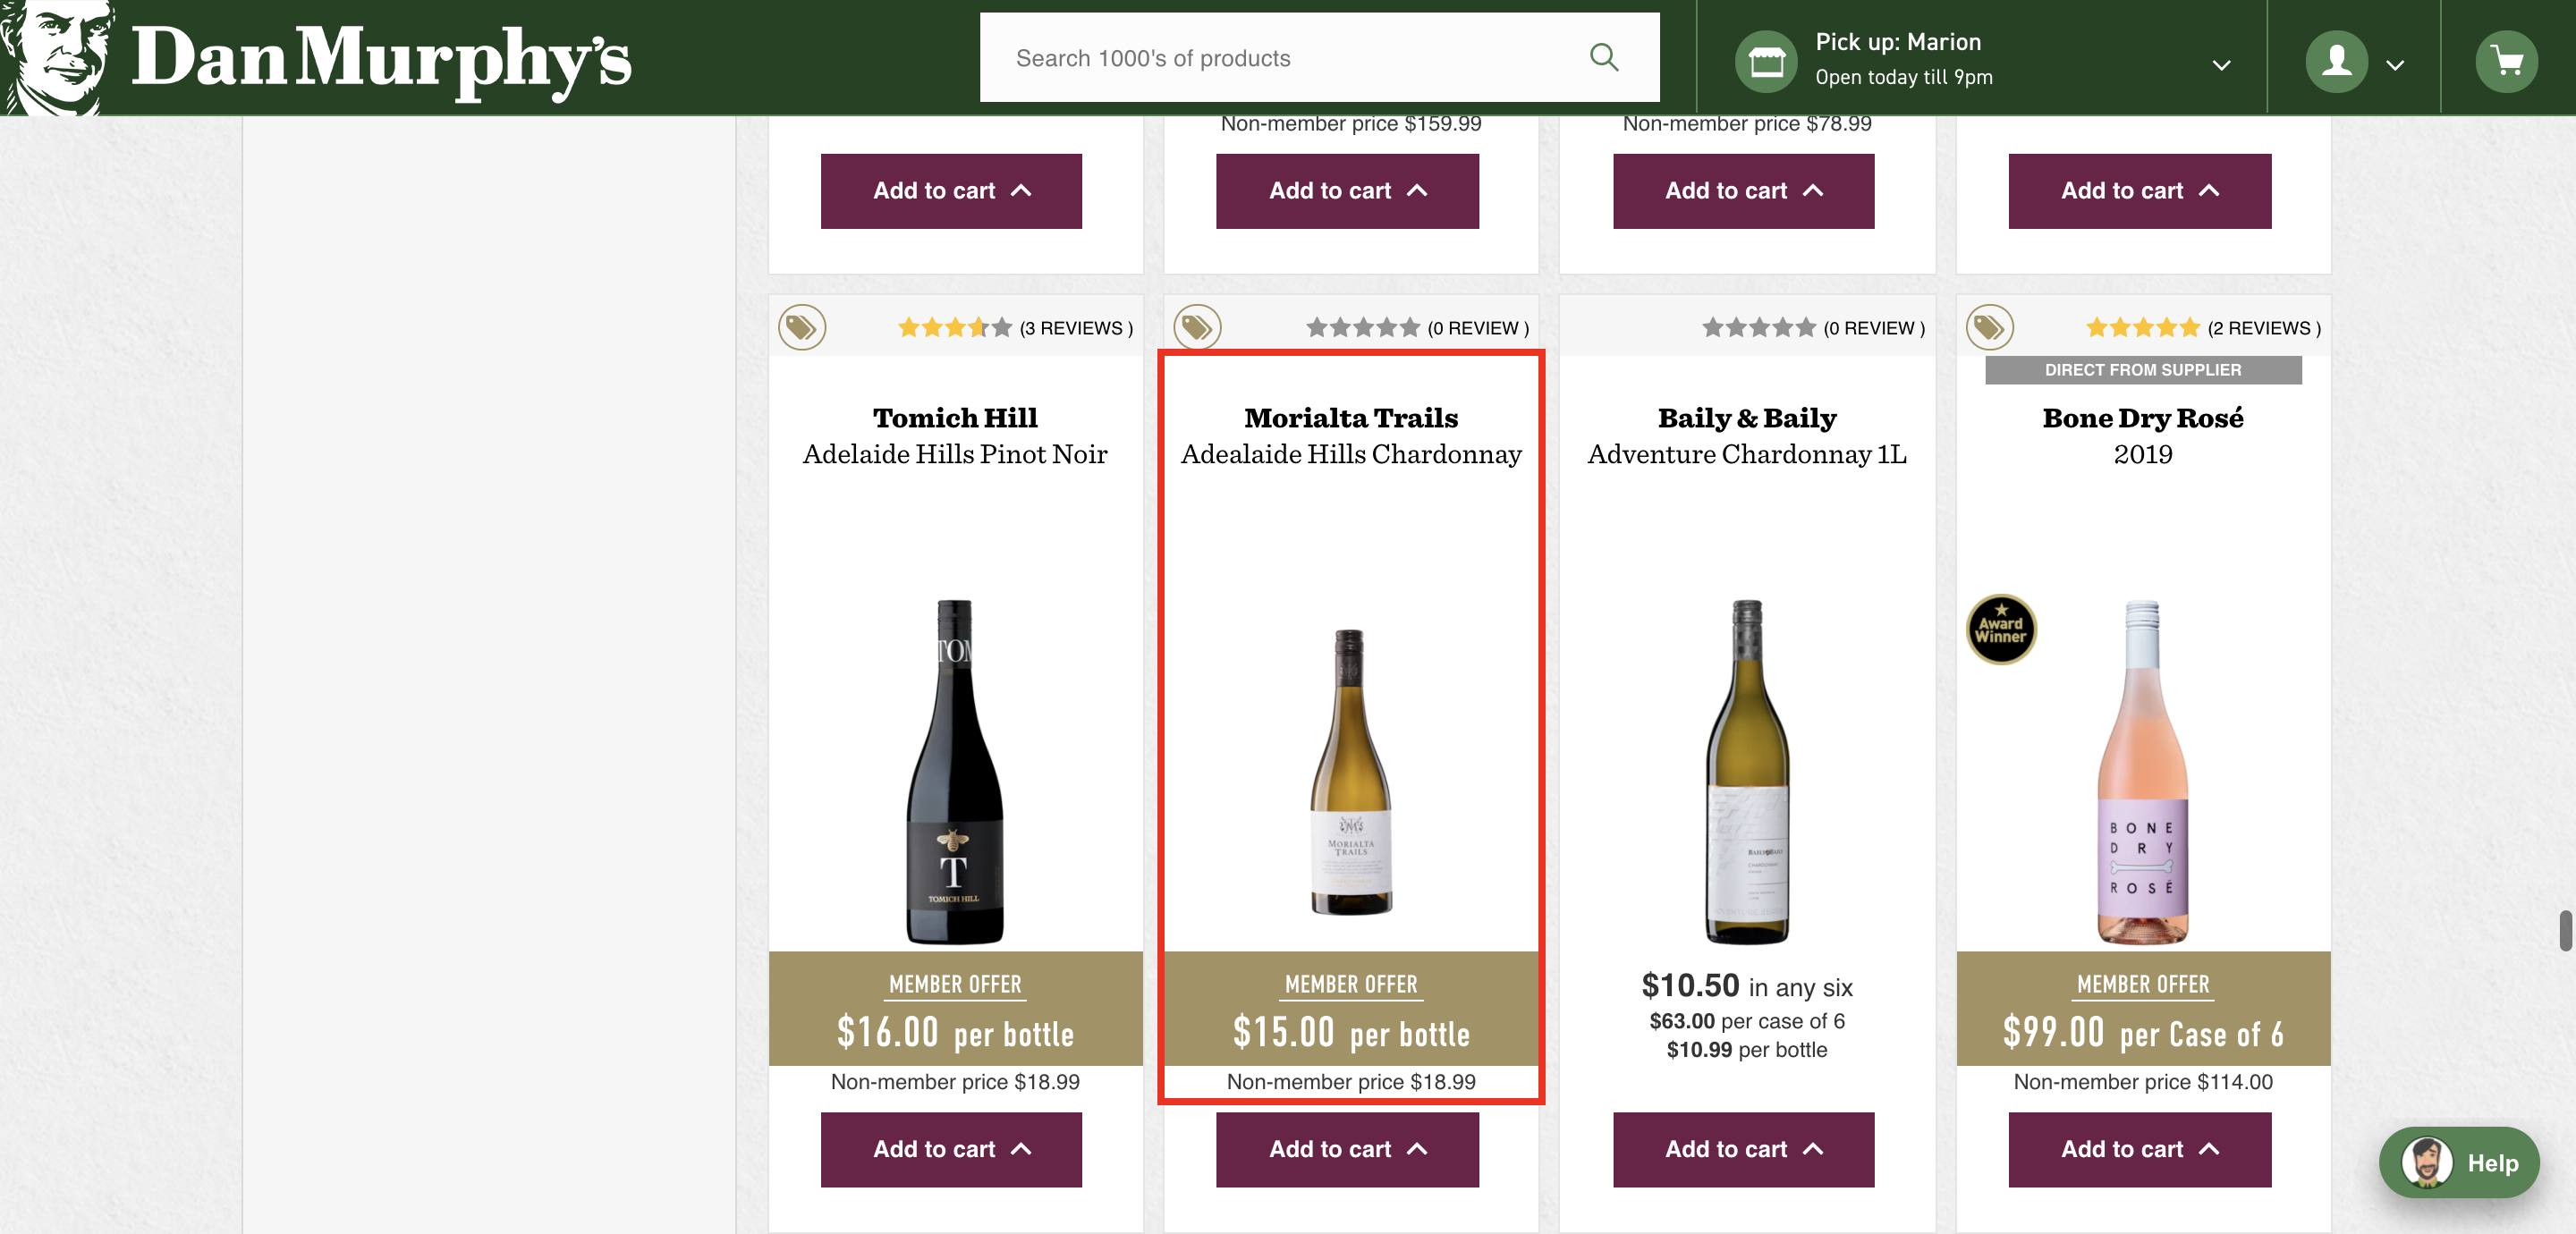 Dan Murphy's
Search 1000's of products
Pick up: Marion
Open today till 9pm
Non-member price $159.99
Non-member price $78.99
Add to cart
Add to cart
Add to cart
Add to cart
(3 REVIEWS )
(0 REVIEW )
(0 REVIEW )
(2 REVIEWS )
DIRECT FROM SUPPLIER
Tomich Hill
Adelaide Hills Pinot Noir
Morialta Trails
Adealaide Hills Chardonnay
Baily & Baily
Adventure Chardonnay 1L
Bone Dry Rosé
2019
TOM
T
TOMICH HILL
MORIALTA
TRAILS
Award
Winner
BONE
DRY
ROSÉ
MEMBER OFFER
$16.00 per bottle
Non-member price $18.99
MEMBER OFFER
$15.00 per bottle
Non-member price $18.99
$10.50 in any six
$63.00 per case of 6
$10.99 per bottle
MEMBER OFFER
$99.00 per Case of 6
Non-member price $114.00
Add to cart
Add to cart
Add to cart
Add to cart
Help